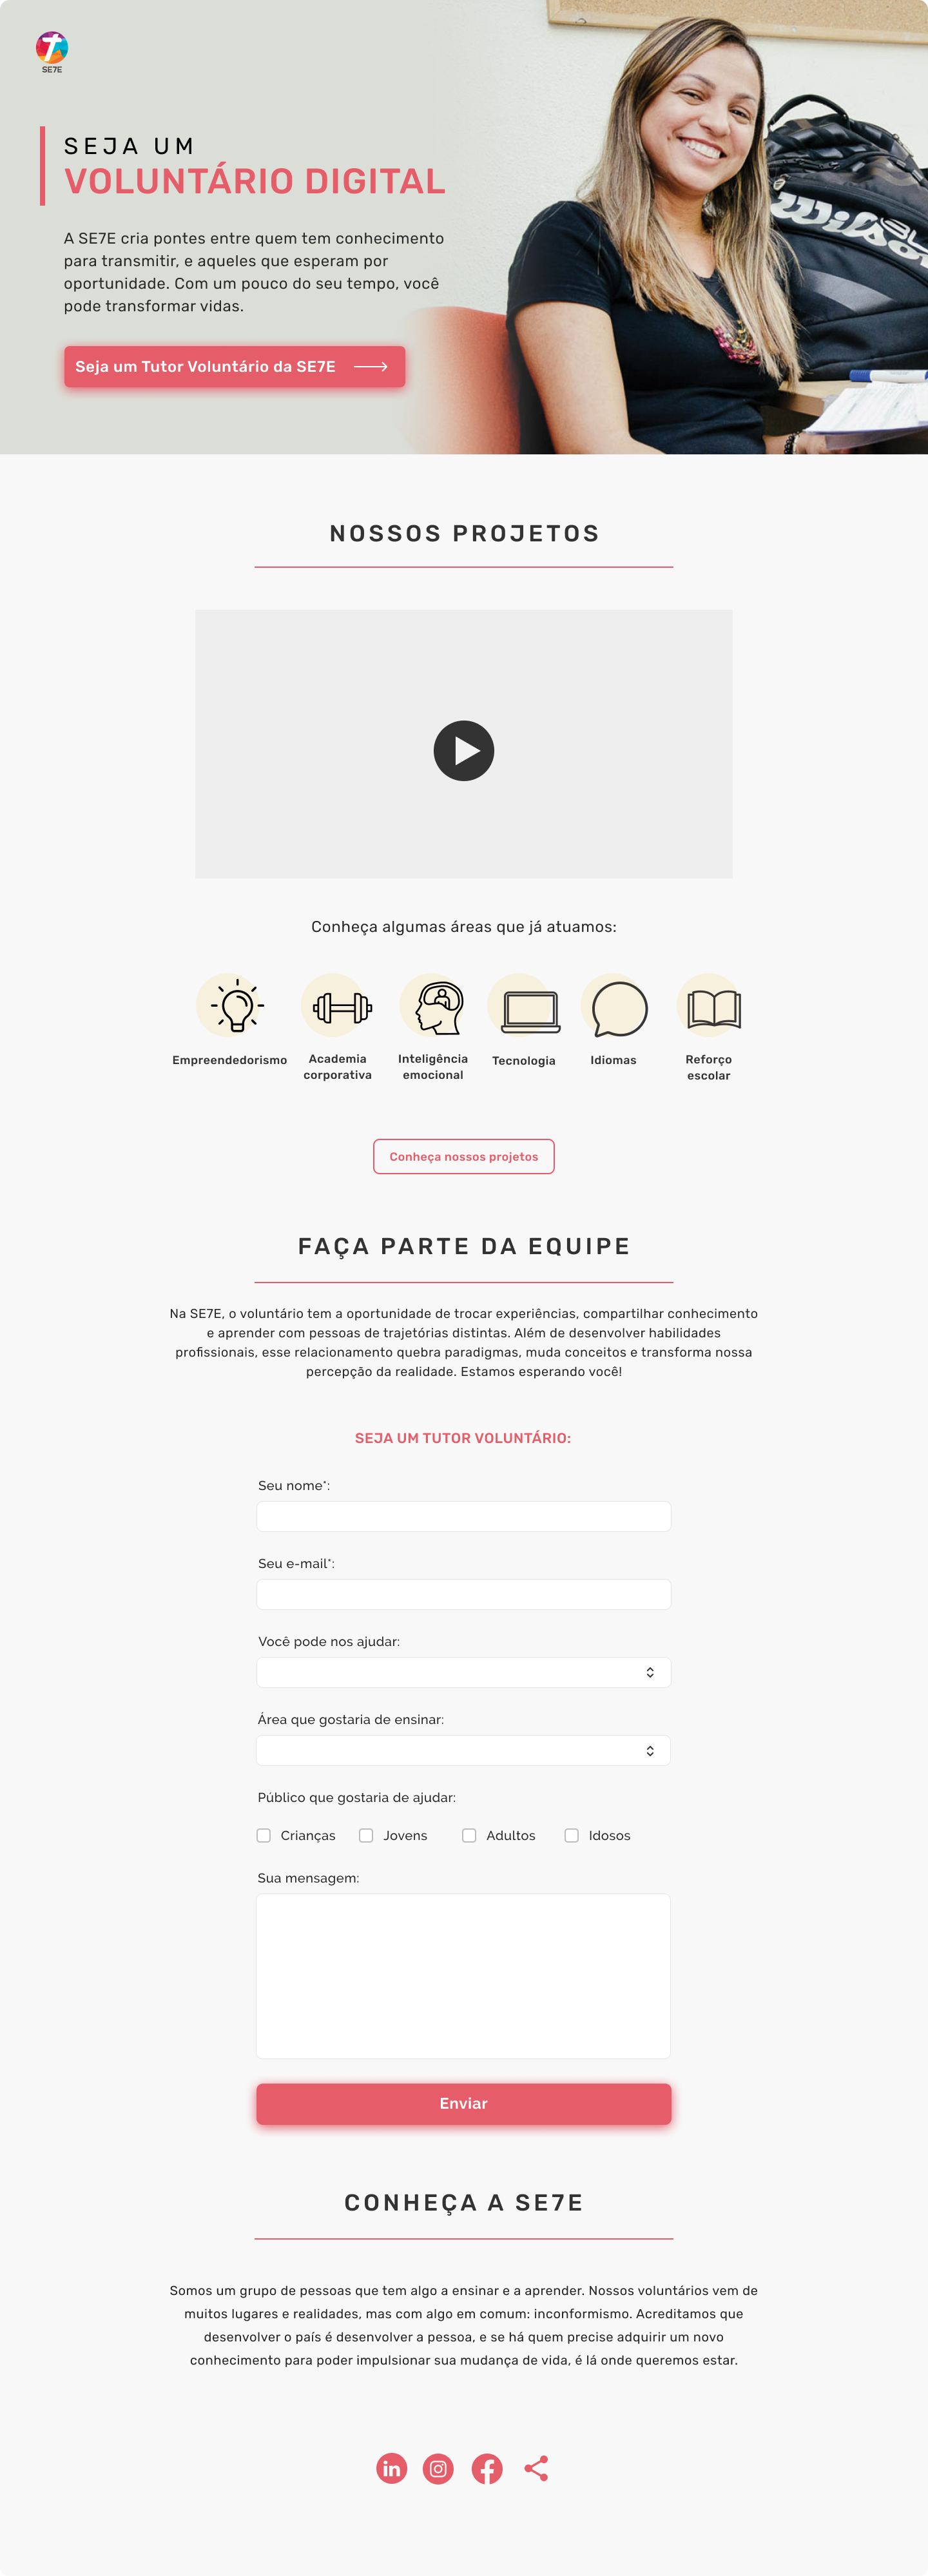 SE7E
SEJA UM
VOLUNTÁRIO DIGITAL
A SE7E cria pontes entre quem tem conhecimento
para transmitir, e aqueles que esperam por
oportunidade. Com um pouco do seu tempo, você
pode transformar vidas.
Seja um Tutor Voluntário da SE7E
Wilson
NOSSOS PROJETOS
Conheça algumas áreas que já atuamos:
Empreendedorismo
Academia
corporativa
Inteligência
emocional
Tecnologia
Idiomas
Reforço
escolar
Conheça nossos projetos
FAÇA PARTE DA EQUIPE
Na SE7E, o voluntário tem a oportunidade de trocar experiências, compartilhar conhecimento
e aprender com pessoas de trajetórias distintas. Além de desenvolver habilidades
profissionais, esse relacionamento quebra paradigmas, muda conceitos e transforma nossa
percepção da realidade. Estamos esperando você!
SEJA UM TUTOR VOLUNTÁRIO:
Seu nome*:
Seu e-mail*:
Você pode nos ajudar:
Área que gostaria de ensinar:
Público que gostaria de ajudar:
Crianças Jovens Adultos Idosos
Sua mensagem:
Enviar
CONHEÇA A SE7E
Somos um grupo de pessoas que tem algo a ensinar e a aprender. Nossos voluntários vem de
muitos lugares e realidades, mas com algo em comum: inconformismo. Acreditamos que
desenvolver o país é desenvolver a pessoa, e se há quem precise adquirir um novo
conhecimento para poder impulsionar sua mudança de vida, é lá onde queremos estar.
in